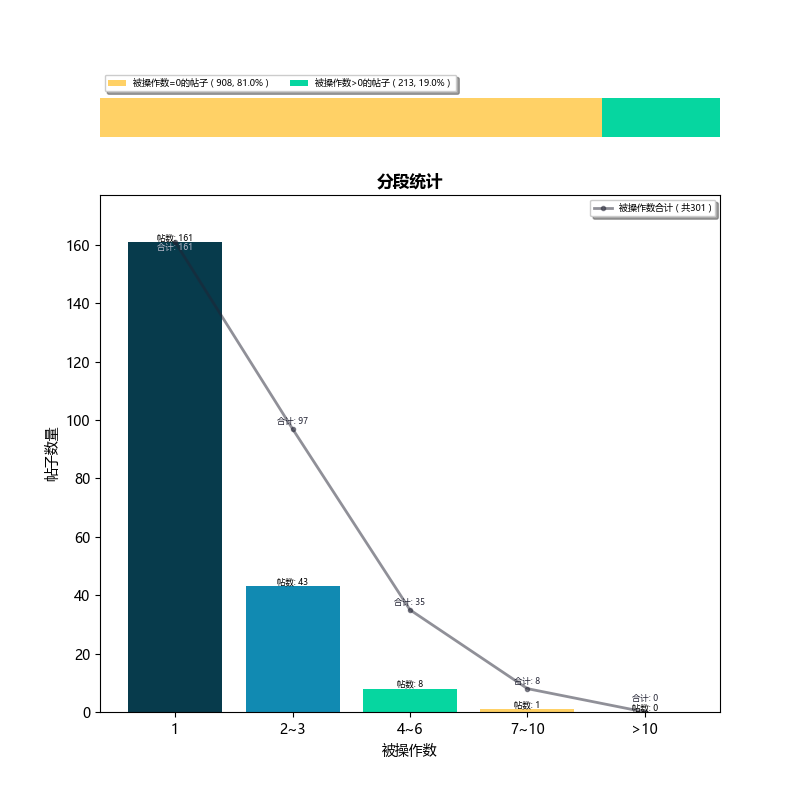 被操作数=0的帖子 ( 908, 81.0% )
被操作数>0的帖子 ( 213, 19.0% )
分段统计
被操作数合计 ( 共301 )
帖数: 161
合计: 161
合计: 97
帖数: 43
合计: 35
帖数: 8
合计: 8
帖数: 1
合计: 0
帖数: 0
160
140
120
100
80
60
40
20
0
帖子数量
1
2~3
4~6
7~10
>10
被操作数